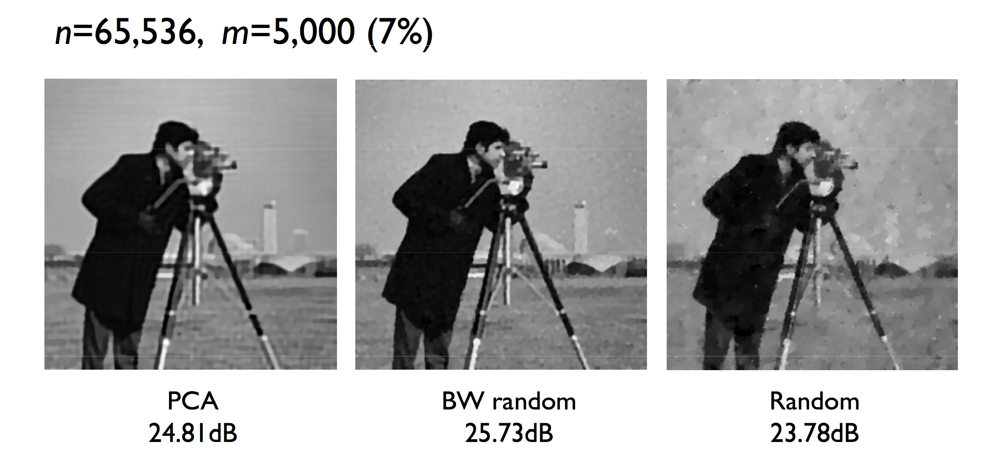 n=65,536, m=5,000 (7%)
PCA
24.81dB
BW random
25.73dB
Random
23.78dB